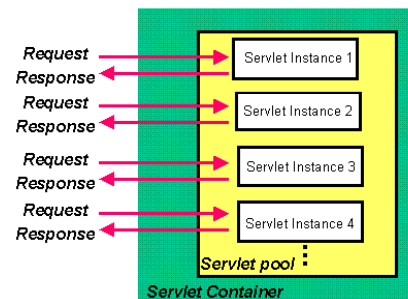 Request
Response
Servlet Instance 1
Request
Response
Servlet Instance 2
Request
Response
Servlet Instance 3
Request
Response
Servlet Instance 4
Servlet pool
Servlet Container